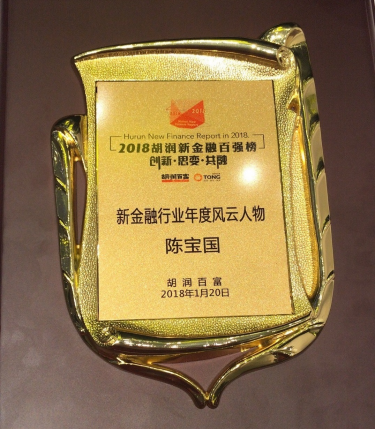 Hurun New Finance Report in 2018.
2018胡润新金融百强榜
创新·思变·共融
胡润百富 TONG
新金融行业年度风云人物
陈宝国
胡润百富
2018年1月20日